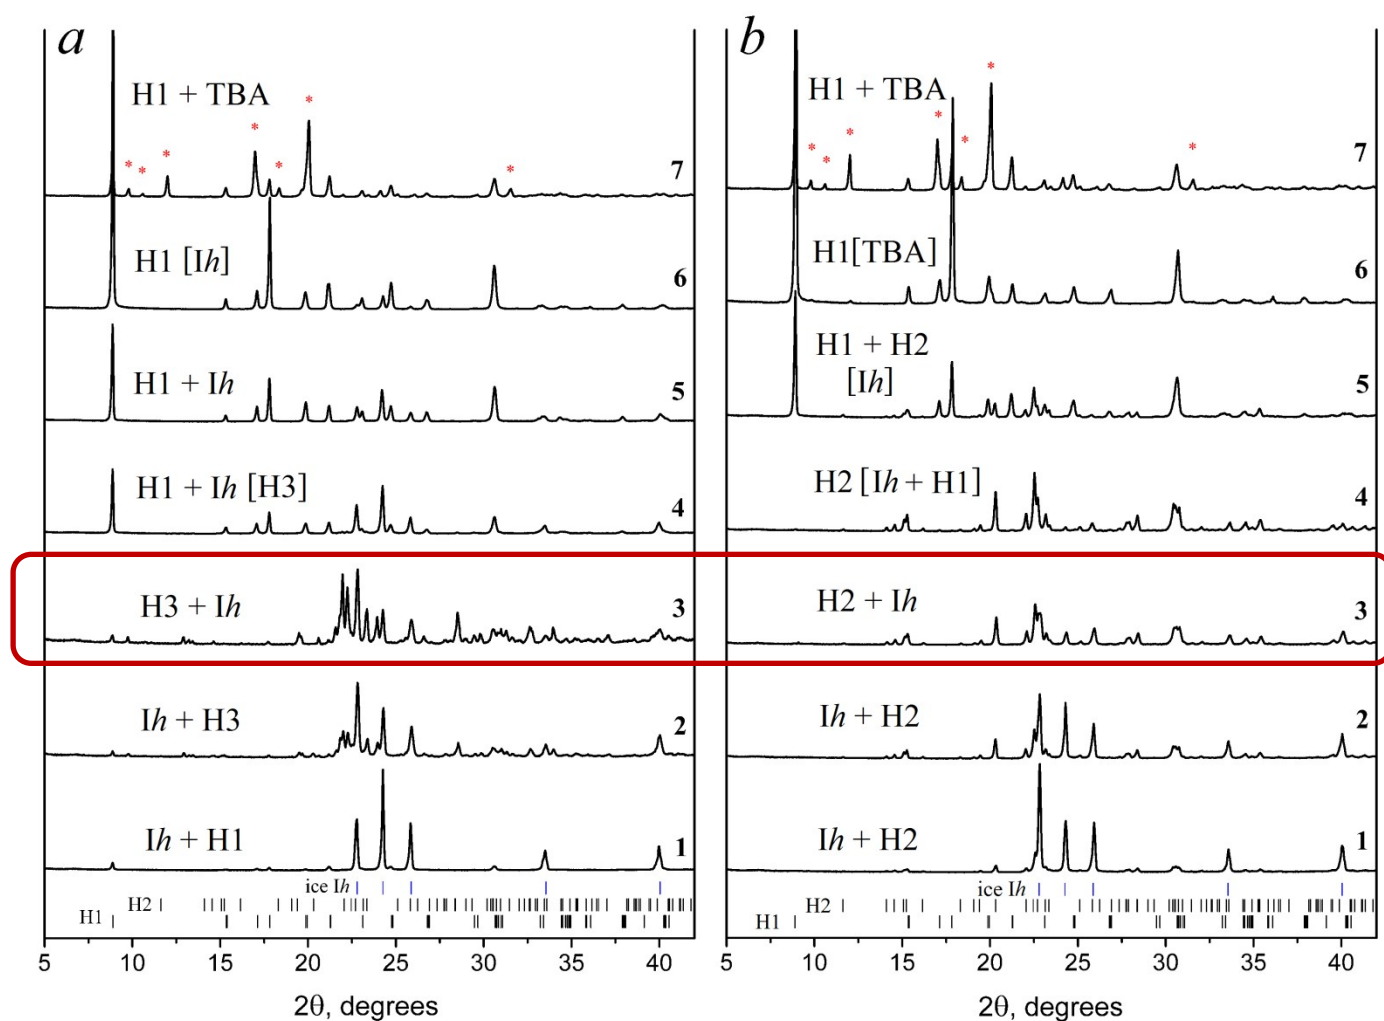 a
H1 + TBA
* * * * * * *
7
H1 [Ih]
6
H1 + Ih
5
H1 + Ih [H3]
4
H3 + Ih
3
Ih + H3
2
Ih + H1
1
ice Ih
H2
H1
5 10 15 20 25 30 35 40
2θ, degrees
b
H1 + TBA
* * * * * * *
7
H1[TBA]
6
H1 + H2
[Ih]
5
H2 [Ih + H1]
4
H2 + Ih
3
Ih + H2
2
Ih + H2
1
ice Ih
H2
H1
5 10 15 20 25 30 35 40
2θ, degrees